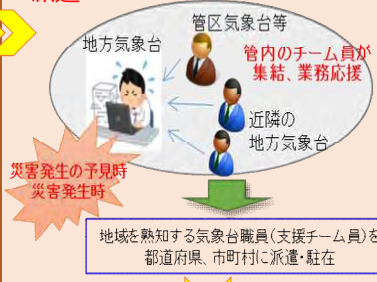 管区気象台等
地方気象台
管内のチーム員が
集結、業務応援
近隣の
地方気象台
災害発生の予見時
災害発生時
地域を熟知する気象台職員(支援チーム員)を
都道府県、市町村に派遣・駐在